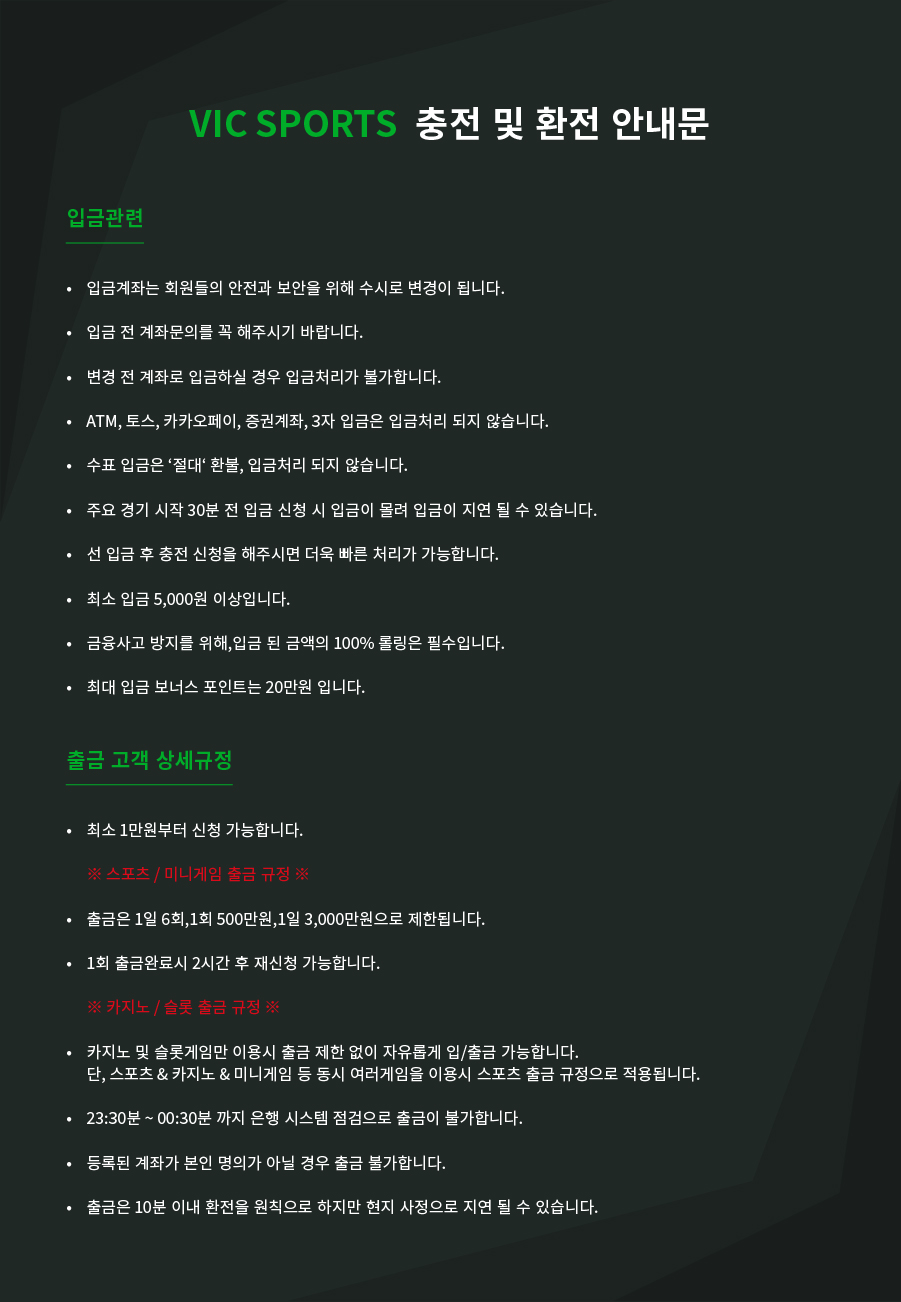 VIC SPORTS 충전 및 환전 안내문
입금관련
• 입금계좌는 회원들의 안전과 보안을 위해 수시로 변경이 됩니다.
• 입금 전 계좌문의를 꼭 해주시기 바랍니다.
• 변경 전 계좌로 입금하실 경우 입금처리가 불가합니다.
• ATM, 토스, 카카오페이, 증권계좌, 3자 입금은 입금처리 되지 않습니다.
• 수표 입금은 ‘절대‘ 환불, 입금처리 되지 않습니다.
• 주요 경기 시작 30분 전 입금 신청 시 입금이 몰려 입금이 지연 될 수 있습니다.
• 선 입금 후 충전 신청을 해주시면 더욱 빠른 처리가 가능합니다.
• 최소 입금 5,000원 이상입니다.
• 금융사고 방지를 위해,입금 된 금액의 100% 롤링은 필수입니다.
• 최대 입금 보너스 포인트는 20만원 입니다.
출금 고객 상세규정
• 최소 1만원부터 신청 가능합니다.
※ 스포츠 / 미니게임 출금 규정 ※
• 출금은 1일 6회,1회 500만원,1일 3,000만원으로 제한됩니다.
• 1회 출금완료시 2시간 후 재신청 가능합니다.
※ 카지노 / 슬롯 출금 규정 ※
• 카지노 및 슬롯게임만 이용시 출금 제한 없이 자유롭게 입/출금 가능합니다.
단, 스포츠 & 카지노 & 미니게임 등 동시 여러게임을 이용시 스포츠 출금 규정으로 적용됩니다.
• 23:30분 ~ 00:30분 까지 은행 시스템 점검으로 출금이 불가합니다.
• 등록된 계좌가 본인 명의가 아닐 경우 출금 불가합니다.
• 출금은 10분 이내 환전을 원칙으로 하지만 현지 사정으로 지연 될 수 있습니다.